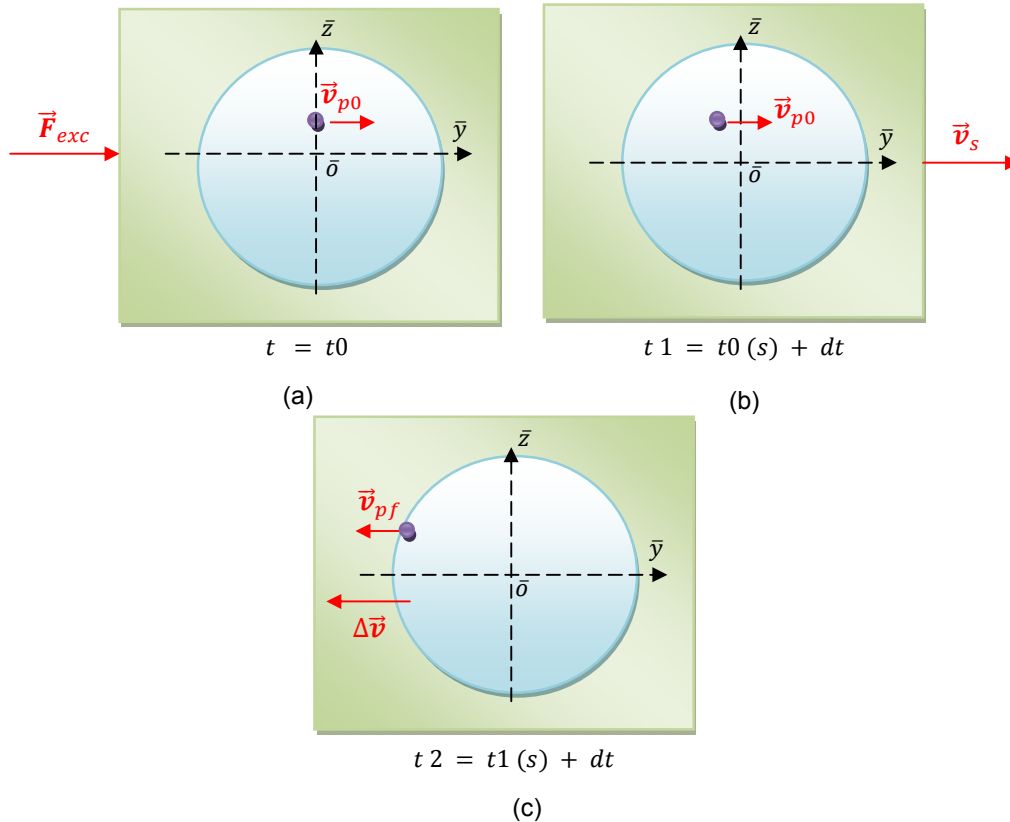 z̄
v⃗p0
F⃗exc
ȳ
ō
t = t0
(a)
z̄
v⃗p0
ȳ
v⃗s
ō
t 1 = t0 (s) + dt
(b)
z̄
v⃗pf
ȳ
ō
Δv⃗
t 2 = t1 (s) + dt
(c)